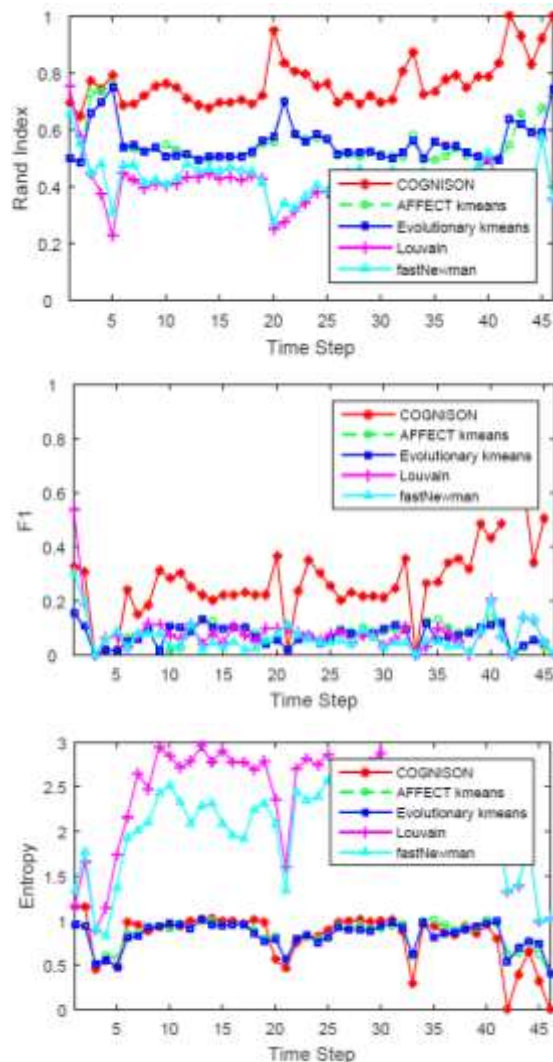 1
0.8
0.6
0.4
0.2
0
Rand Index
COGNISON
AFFECT kmeans
Evolutionary kmeans
Louvain
fastNewman
5 10 15 20 25 30 35 40 45
Time Step
1
0.8
0.6
0.4
0.2
0
F1
COGNISON
AFFECT kmeans
Evolutionary kmeans
Louvain
fastNewman
5 10 15 20 25 30 35 40 45
Time Step
3
2.5
2
1.5
1
0.5
0
Entropy
COGNISON
AFFECT kmeans
Evolutionary kmeans
Louvain
fastNewman
5 10 15 20 25 30 35 40 45
Time Step